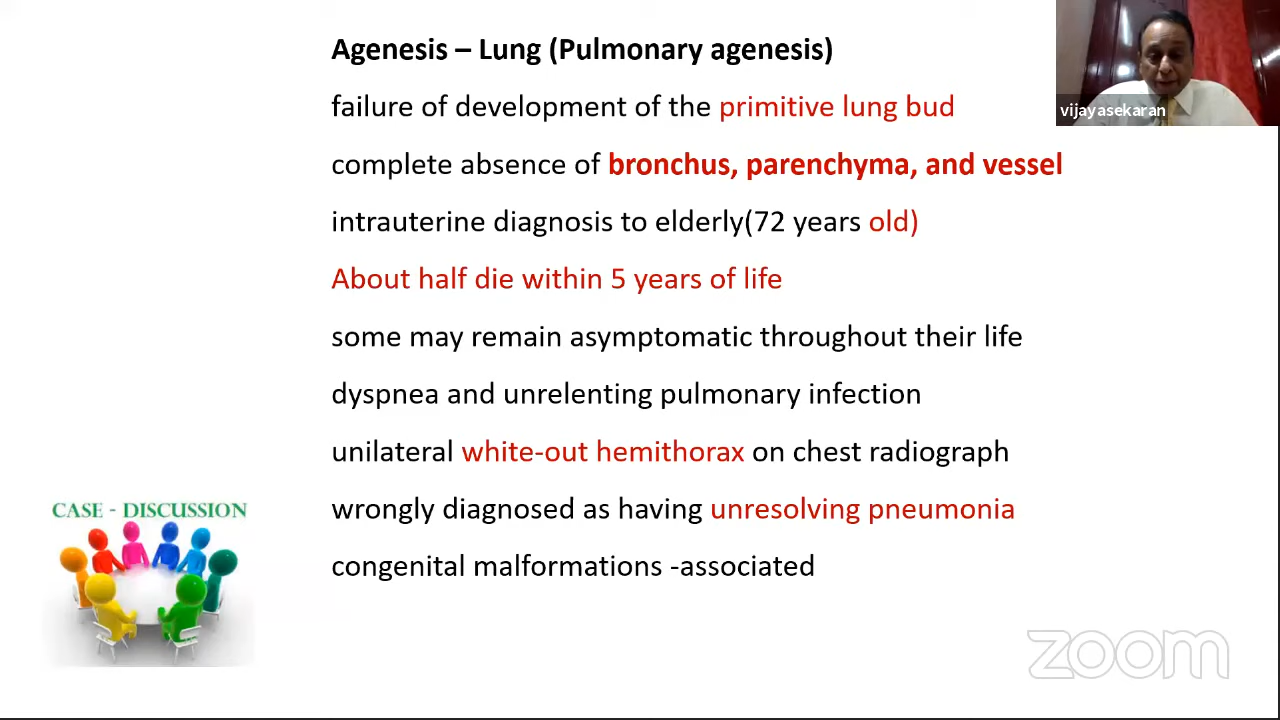 Agenesis – Lung (Pulmonary agenesis)
failure of development of the primitive lung bud
complete absence of bronchus, parenchyma, and vessel
intrauterine diagnosis to elderly(72 years old)
About half die within 5 years of life
some may remain asymptomatic throughout their life
dyspnea and unrelenting pulmonary infection
unilateral white-out hemithorax on chest radiograph
wrongly diagnosed as having unresolving pneumonia
congenital malformations -associated
CASE - DISCUSSION
vijayasekaran
zoom